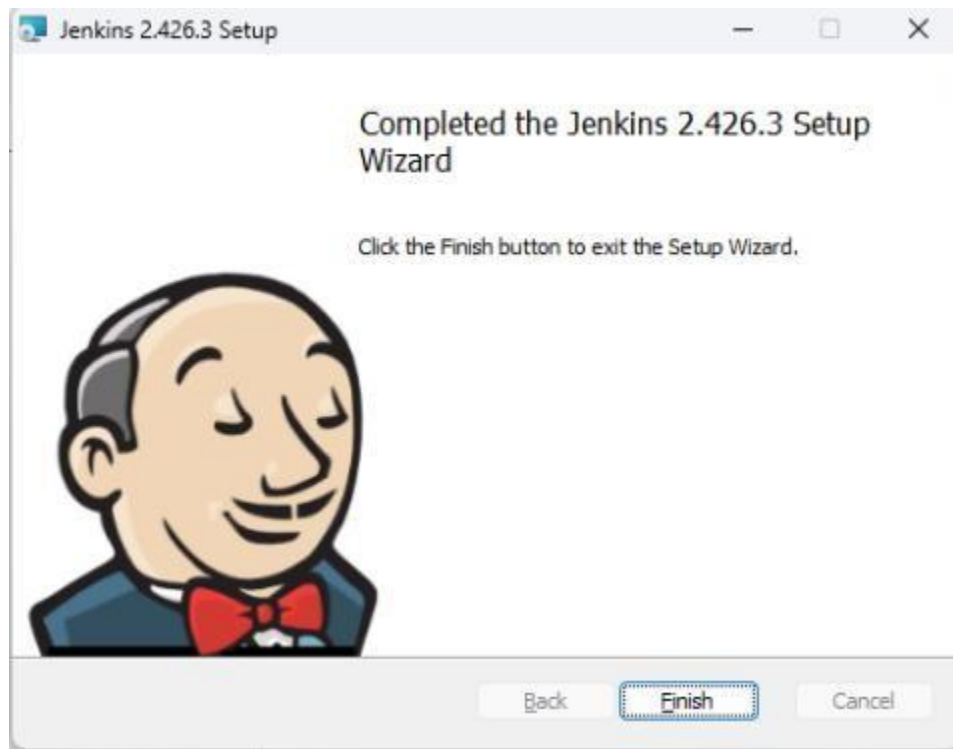 Jenkins 2.426.3 Setup
Completed the Jenkins 2.426.3 Setup
Wizard
Click the Finish button to exit the Setup Wizard.
Back
Finish
Cancel